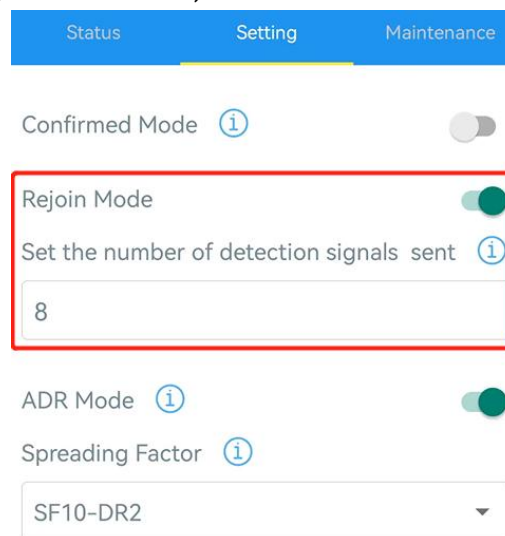 Status Setting Maintenance
Confirmed Mode
Rejoin Mode
Set the number of detection signals sent
8
ADR Mode
Spreading Factor
SF10-DR2